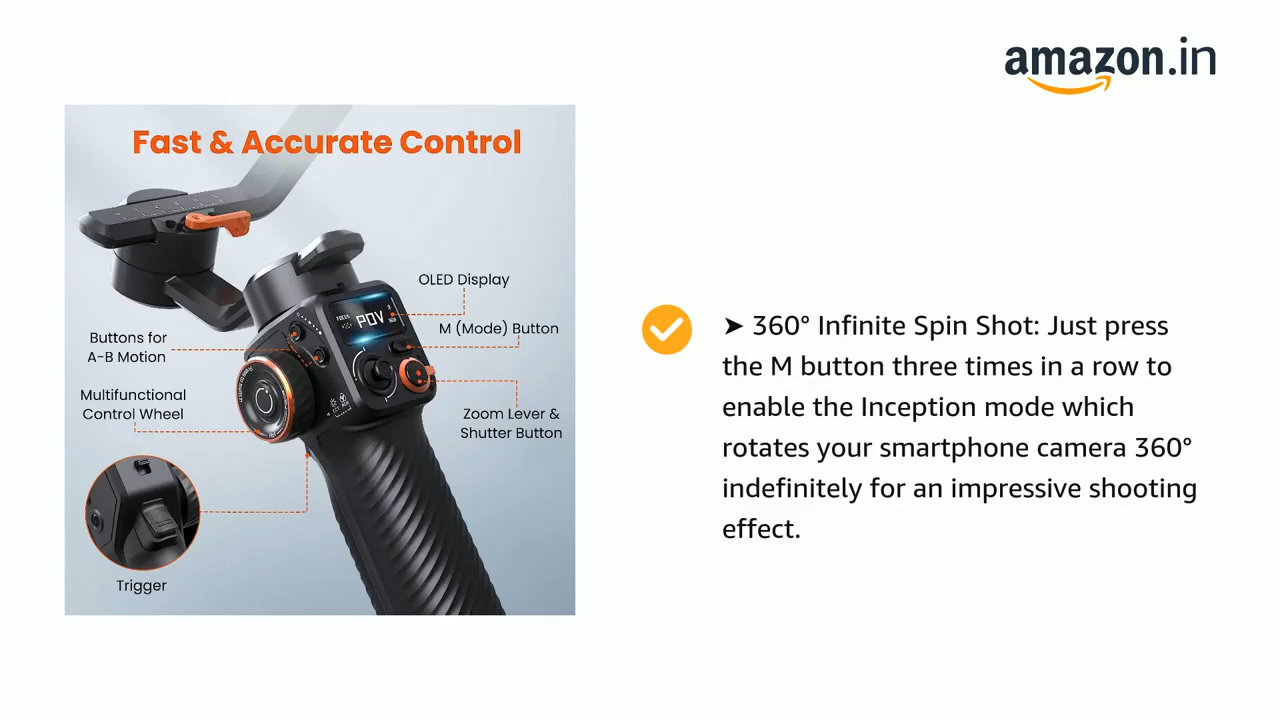 amazon.in
Fast & Accurate Control
OLED Display
M (Mode) Button
Buttons for
A-B Motion
Multifunctional
Control Wheel
POV
Zoom Lever &
Shutter Button
Trigger
➤ 360° Infinite Spin Shot: Just press
the M button three times in a row to
enable the Inception mode which
rotates your smartphone camera 360°
indefinitely for an impressive shooting
effect.